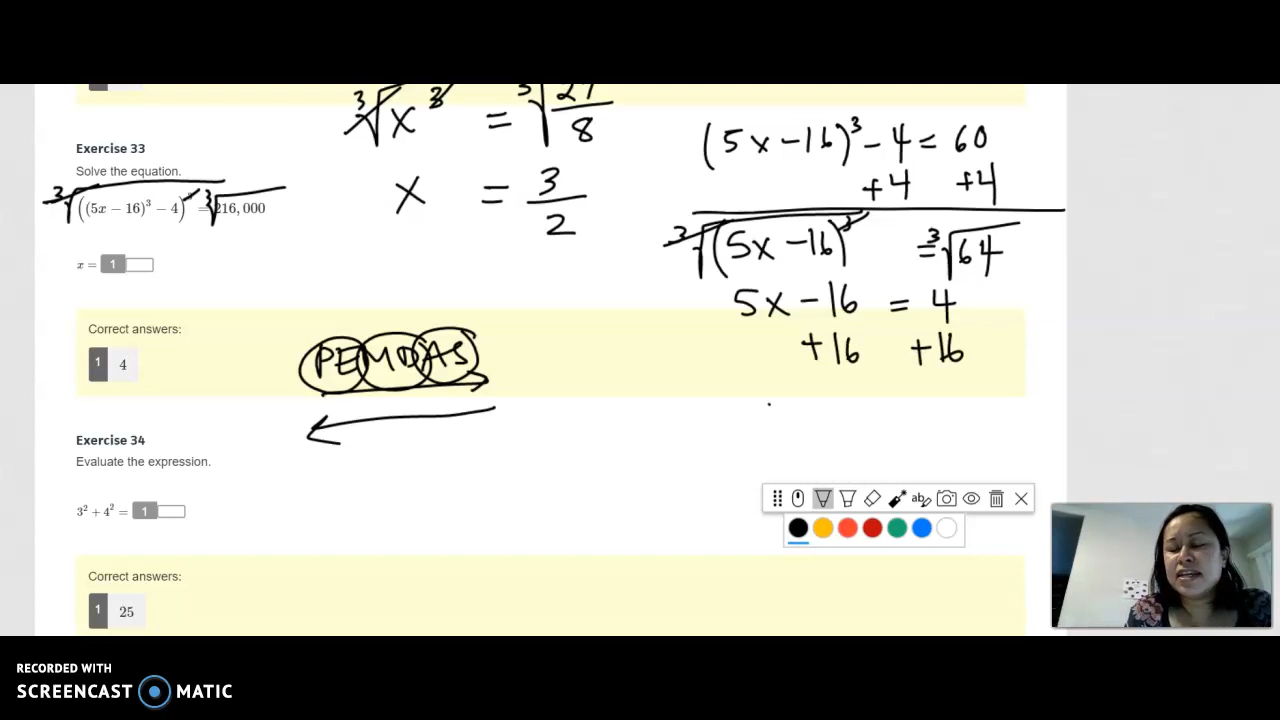 ∛x³ = ∛27/8
x = 3/2
Exercise 33
Solve the equation.
∛((5x − 16)³ − 4)³ = ∛216,000
x = 1
Correct answers:
1 4
PEMDAS
(5x − 16)³ − 4 = 60
+4 +4
∛(5x − 16)³ = ∛64
5x − 16 = 4
+16 +16
Exercise 34
Evaluate the expression.
3² + 4² = 1
Correct answers:
1 25
ab
RECORDED WITH
SCREENCAST MATIC